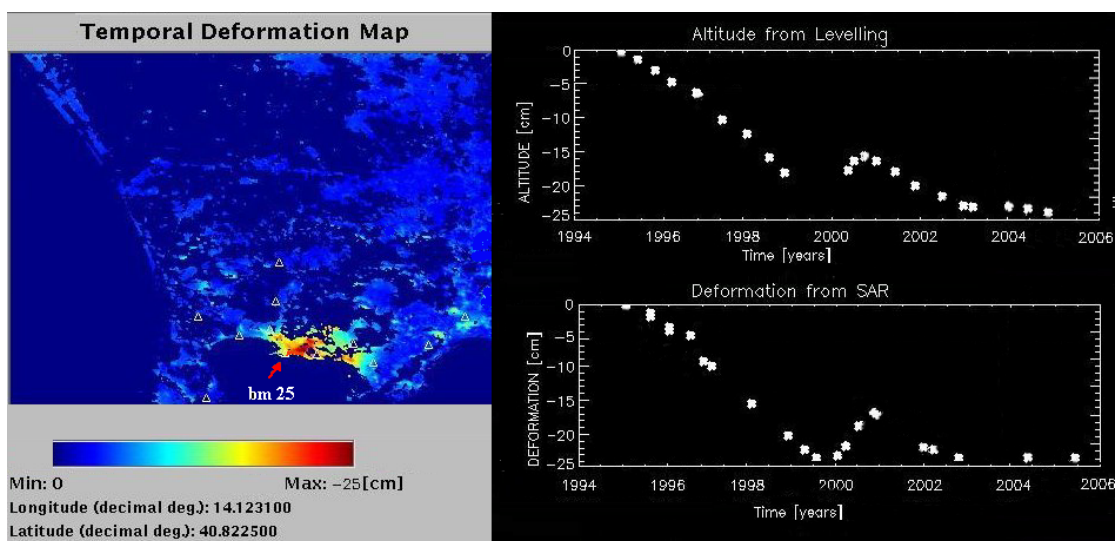 Temporal Deformation Map
bm 25
Min: 0 Max: -25[cm]
Longitude (decimal deg.): 14.123100
Latitude (decimal deg.): 40.822500
Altitude from Levelling
ALTITUDE [cm]
0
-5
-10
-15
-20
-25
1994 1996 1998 2000 2002 2004 2006
Time [years]
Deformation from SAR
DEFORMATION [cm]
0
-5
-10
-15
-20
-25
1994 1996 1998 2000 2002 2004 2006
Time [years]